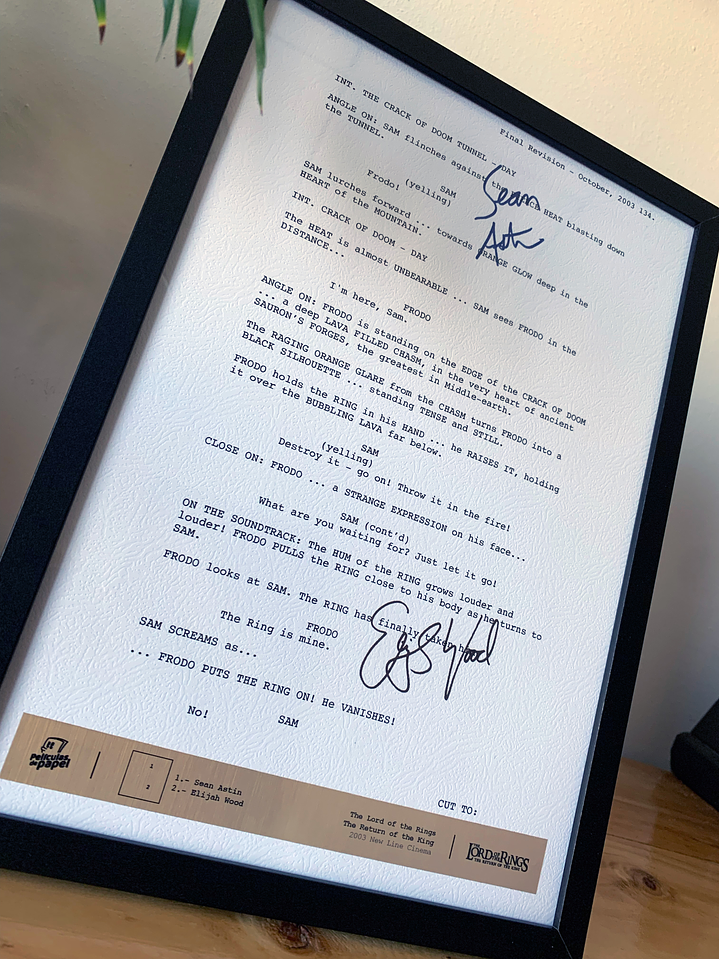 Final Revision – October, 2003 134.
INT. THE CRACK OF DOOM TUNNEL – DAY
ANGLE ON: SAM flinches against the HEAT blasting down
the TUNNEL.
SAM
Frodo! (yelling)
SAM lurches forward ... towards ORANGE GLOW deep in the
HEART of the MOUNTAIN.
INT. CRACK OF DOOM – DAY
The HEAT is almost UNBEARABLE ... SAM sees FRODO in the
DISTANCE...
FRODO
I'm here, Sam.
ANGLE ON: FRODO is standing on the EDGE of the CRACK OF DOOM
... a deep LAVA FILLED CHASM, in the very heart of ancient
SAURON'S FORGES, the greatest in Middle-earth.
The RAGING ORANGE GLARE from the CHASM turns FRODO into a
BLACK SILHOUETTE ... standing TENSE and STILL.
FRODO holds the RING in his HAND ... he RAISES IT, holding
it over the BUBBLING LAVA far below.
SAM
(yelling)
Destroy it – go on! Throw it in the fire!
CLOSE ON: FRODO ... a STRANGE EXPRESSION on his face...
SAM (cont'd)
What are you waiting for? Just let it go!
ON THE SOUNDTRACK: The HUM of the RING grows louder and
louder! FRODO PULLS the RING close to his body as he turns to
SAM.
FRODO looks at SAM. The RING has finally taken
FRODO
The Ring is mine.
SAM SCREAMS as...
... FRODO PUTS THE RING ON! He VANISHES!
SAM
No!
CUT TO:
Sean
Astin
Elijah Wood
Películas
de papel
1
2
1.- Sean Astin
2.- Elijah Wood
The Lord of the Rings
The Return of the King
2003 New Line Cinema
THE
LORD OF THE RINGS
THE RETURN OF THE KING